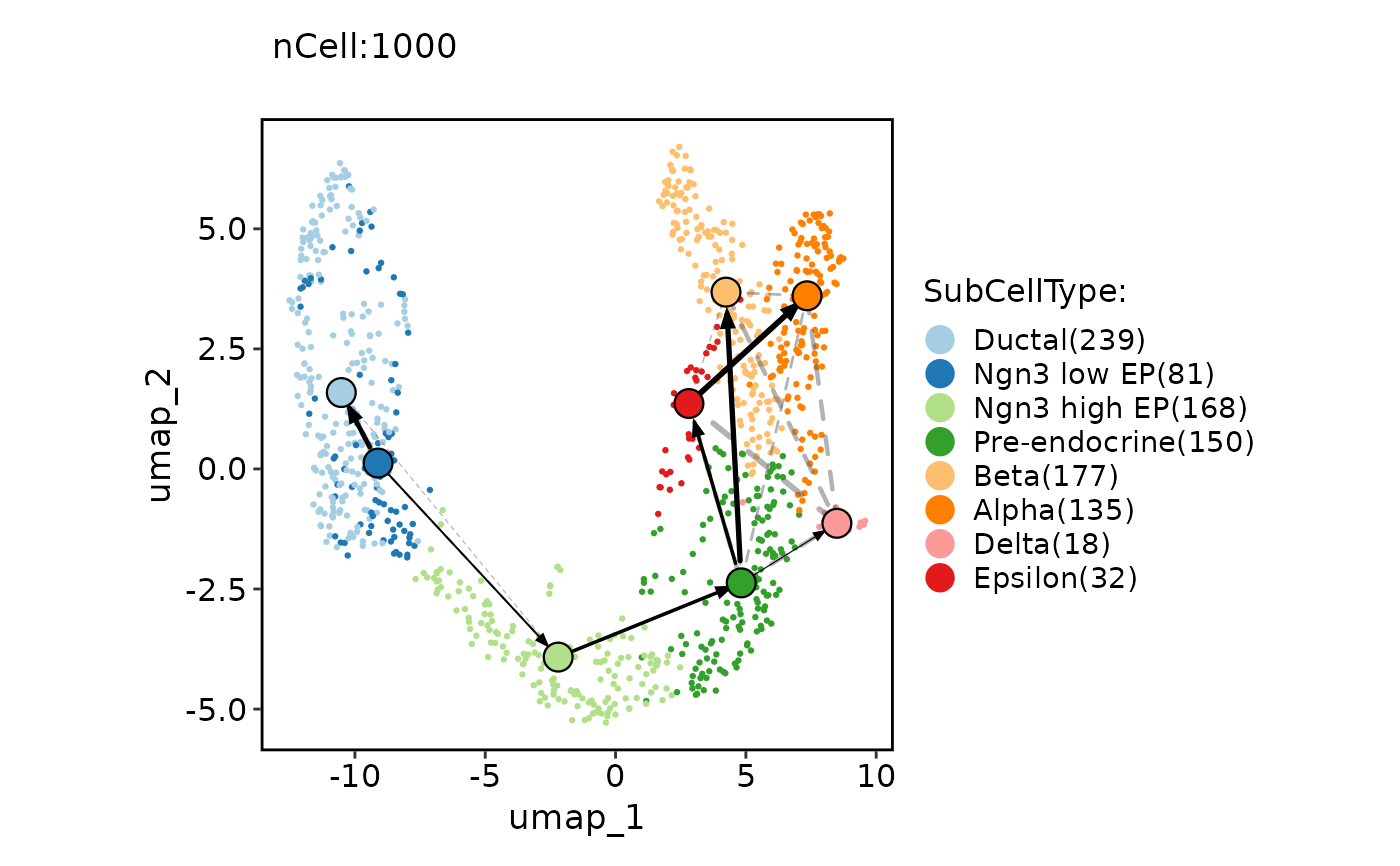 nCell:1000
5.0
2.5
0.0
-2.5
-5.0
umap_2
-10
-5
0
5
10
umap_1
SubCellType:
Ductal(239)
Ngn3 low EP(81)
Ngn3 high EP(168)
Pre-endocrine(150)
Beta(177)
Alpha(135)
Delta(18)
Epsilon(32)